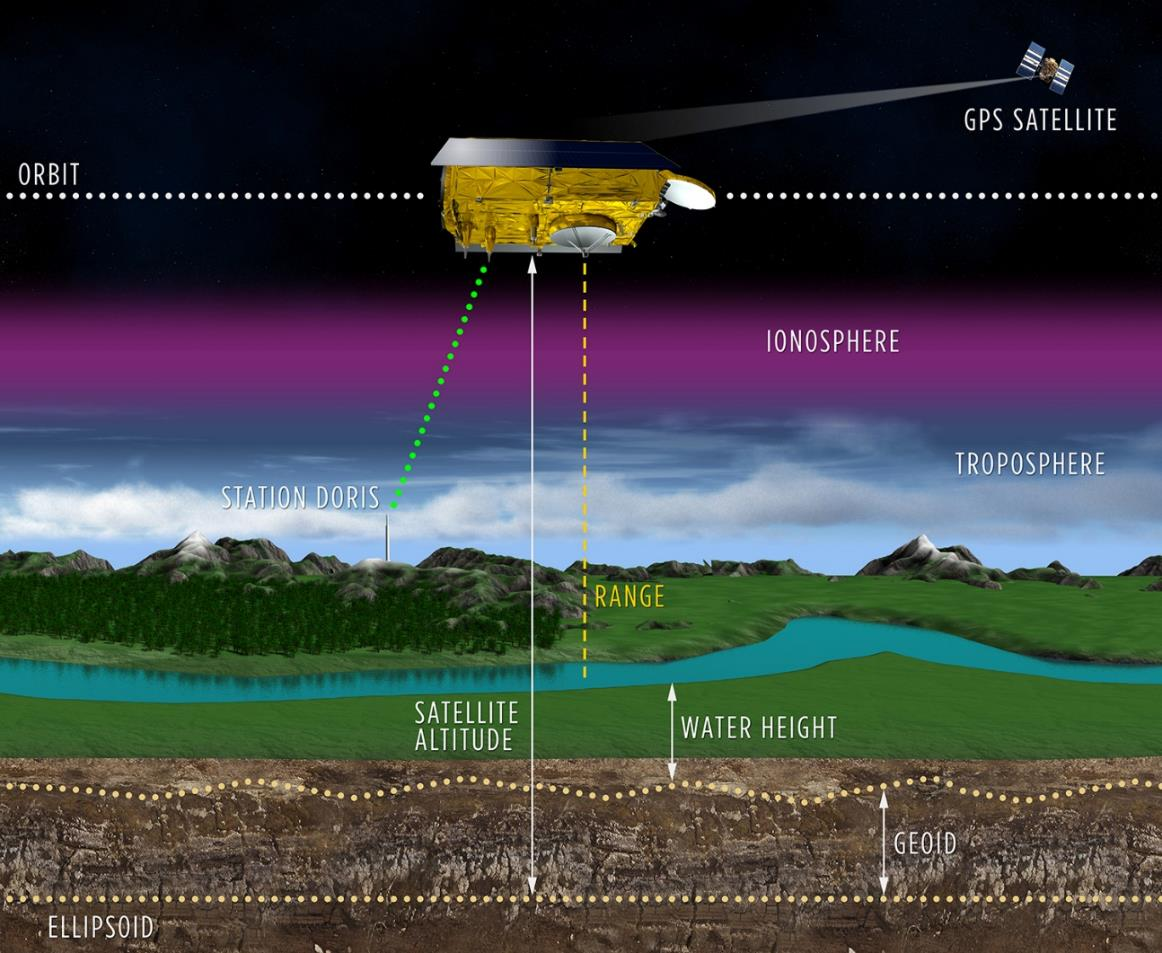 GPS SATELLITE
ORBIT
IONOSPHERE
TROPOSPHERE
STATION DORIS
RANGE
SATELLITE
ALTITUDE
WATER HEIGHT
GEOID
ELLIPSOID